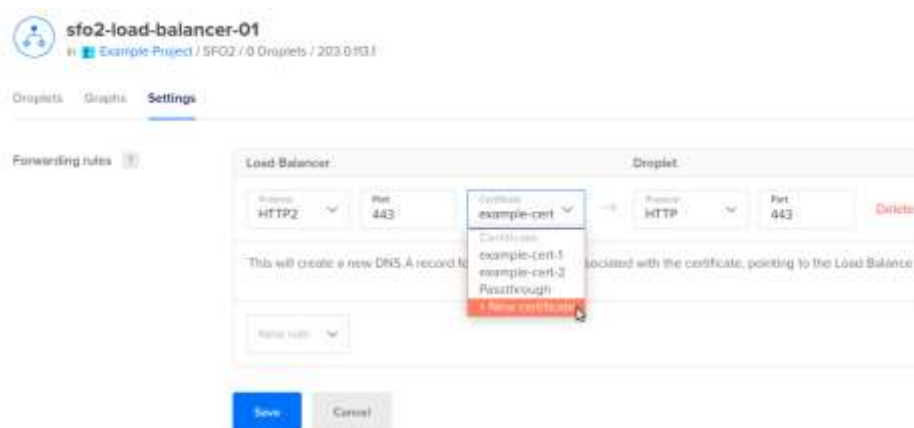 sfo2-load-balancer-01
in Example Project / SFO2 / 0 Droplets / 203.0.113.1
Droplets Graphs Settings
Forwarding rules ?
Load Balancer Droplet
Protocol Port Certificate Protocol Port
HTTP2 443 example-cert HTTP 443 Delete
Certificate
example-cert-1
This will create a new DNS A record fo ociated with the certificate, pointing to the Load Balance
example-cert-2
Passthrough
+ New certificate
New rule
Save Cancel